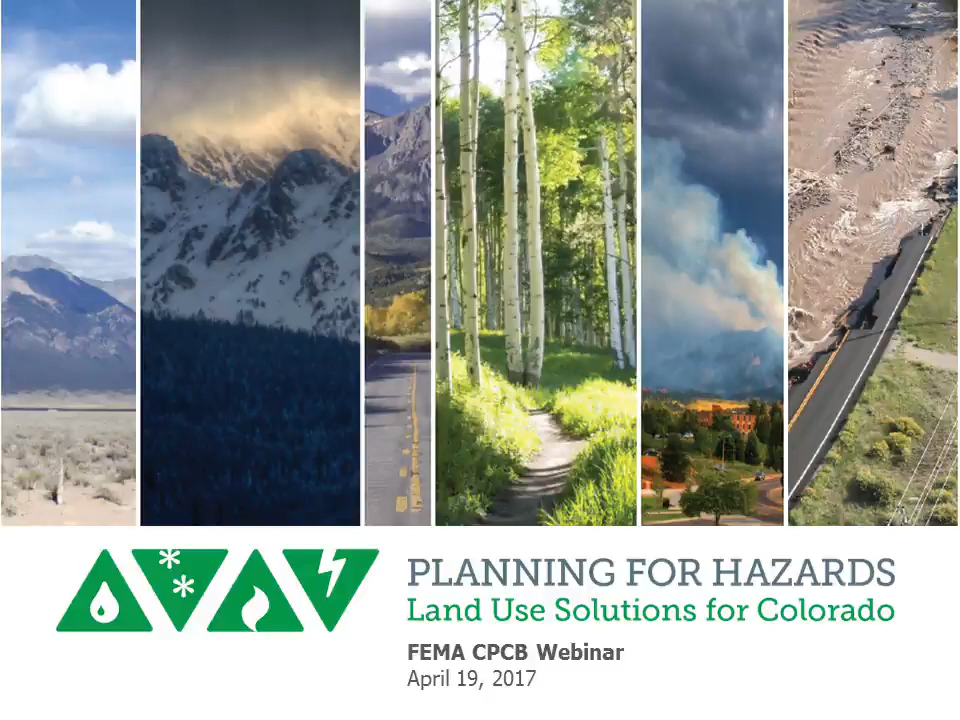 PLANNING FOR HAZARDS
Land Use Solutions for Colorado
FEMA CPCB Webinar
April 19, 2017